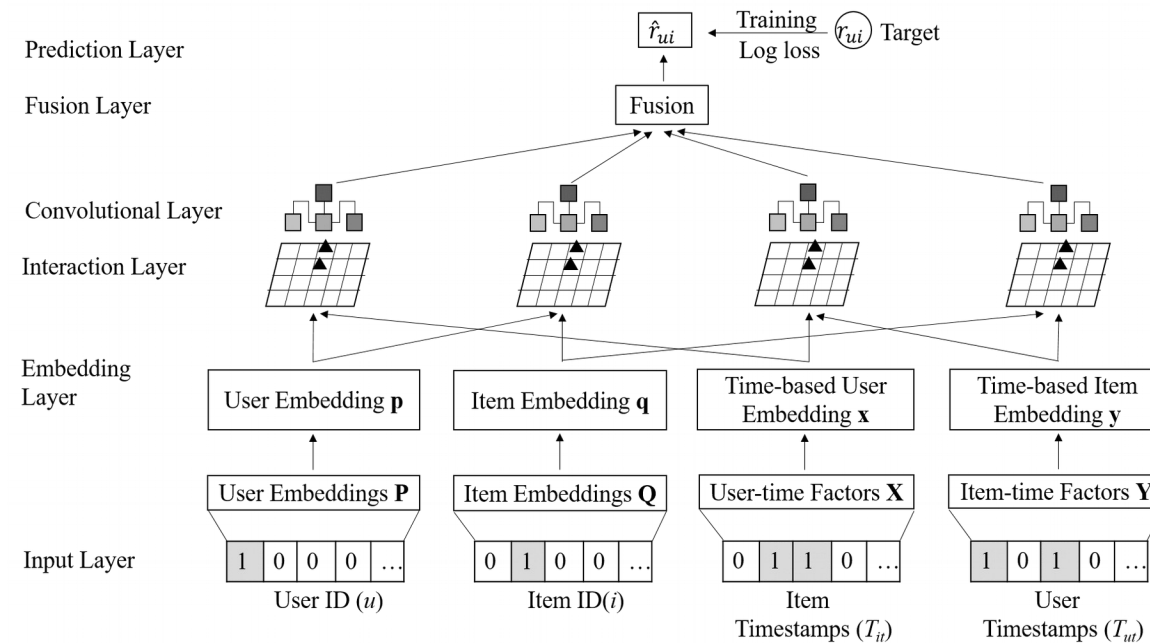 Prediction Layer
r̂ui
Training
Log loss
rui Target
Fusion Layer
Fusion
Convolutional Layer
Interaction Layer
Embedding
Layer
User Embedding p
Item Embedding q
Time-based User
Embedding x
Time-based Item
Embedding y
User Embeddings P
Item Embeddings Q
User-time Factors X
Item-time Factors Y
Input Layer
1 0 0 0 ...
0 1 0 0 ...
0 1 1 0 ...
1 0 1 0 ...
User ID (u)
Item ID(i)
Item
Timestamps (Tit)
User
Timestamps (Tut)